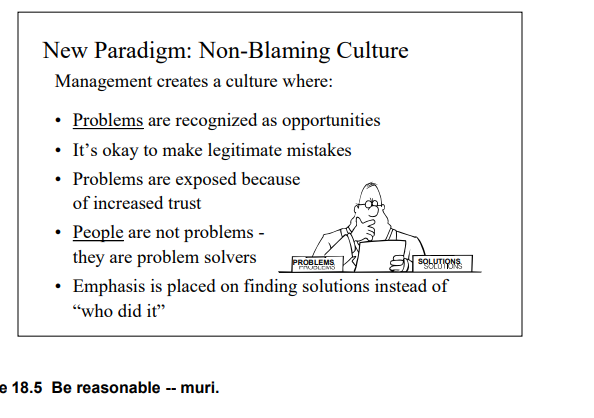 New Paradigm: Non-Blaming Culture
Management creates a culture where:
• Problems are recognized as opportunities
• It's okay to make legitimate mistakes
• Problems are exposed because
of increased trust
• People are not problems -
they are problem solvers
PROBLEMS
PROBLEMS
SOLUTIONS
SOLUTIONS
• Emphasis is placed on finding solutions instead of
“who did it”
e 18.5 Be reasonable -- muri.